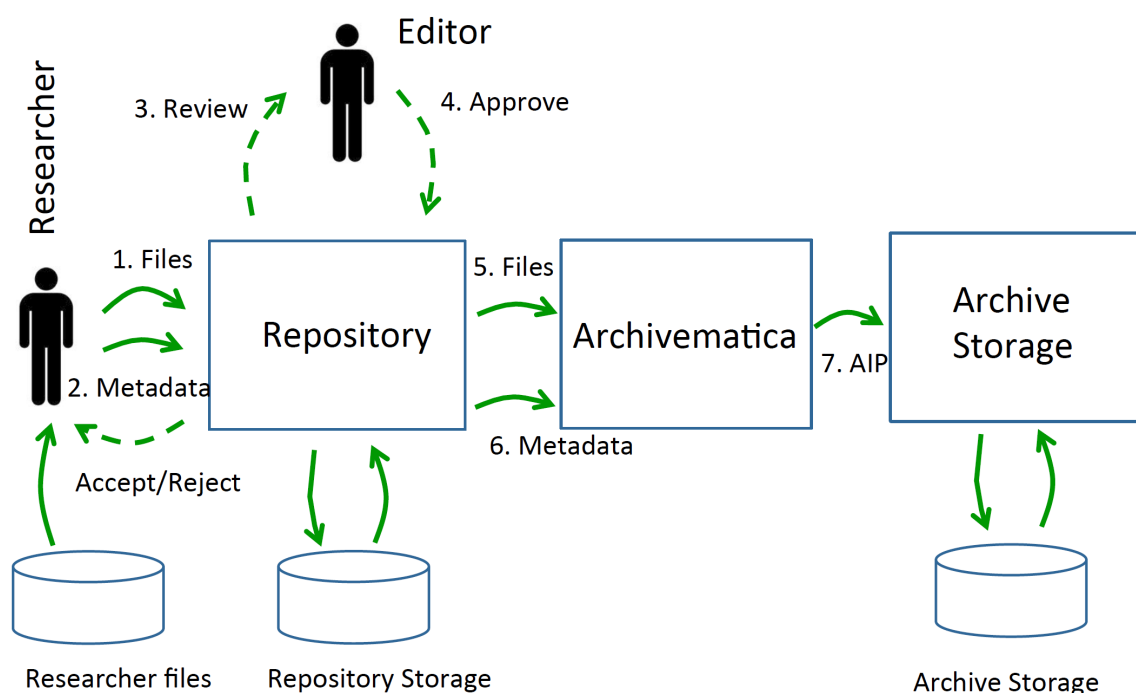 Editor
Researcher
3. Review
4. Approve
1. Files
2. Metadata
Accept/Reject
Repository
5. Files
6. Metadata
Archivematica
7. AIP
Archive
Storage
Researcher files
Repository Storage
Archive Storage